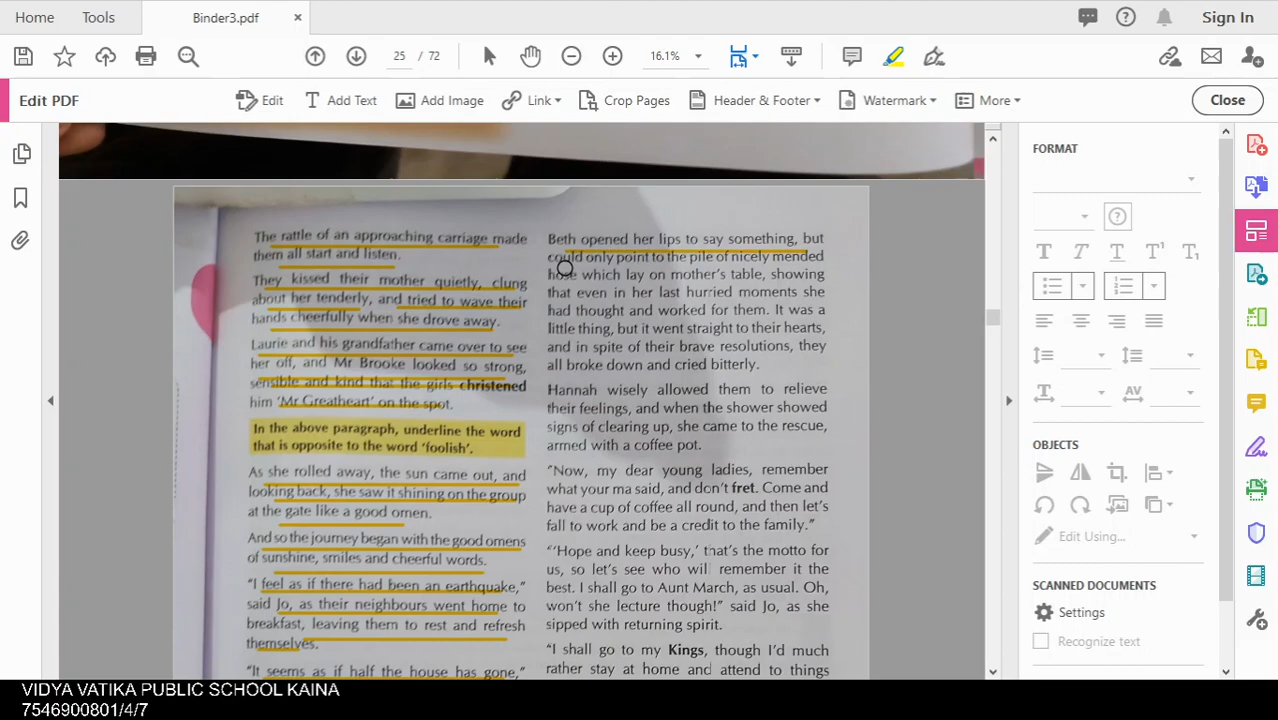 Home
Tools
Binder3.pdf
×
Sign In
25 / 72
16.1%
Edit PDF
Edit
Add Text
Add Image
Link
Crop Pages
Header & Footer
Watermark
More
Close
FORMAT
OBJECTS
Edit Using...
SCANNED DOCUMENTS
Settings
Recognize text
The rattle of an approaching carriage made
them all start and listen.
They kissed their mother quietly, clung
about her tenderly, and tried to wave their
hands cheerfully when she drove away.
Laurie and his grandfather came over to see
her off, and Mr Brooke looked so strong,
sensible and kind that the girls christened
him 'Mr Greatheart' on the spot.
In the above paragraph, underline the word
that is opposite to the word 'foolish'.
As she rolled away, the sun came out, and
looking back, she saw it shining on the group
at the gate like a good omen.
And so the journey began with the good omens
of sunshine, smiles and cheerful words.
"I feel as if there had been an earthquake,"
said Jo, as their neighbours went home to
breakfast, leaving them to rest and refresh
themselves.
"It seems as if half the house has gone,"
Beth opened her lips to say something, but
could only point to the pile of nicely mended
hose which lay on mother's table, showing
that even in her last hurried moments she
had thought and worked for them. It was a
little thing, but it went straight to their hearts,
and in spite of their brave resolutions, they
all broke down and cried bitterly.
Hannah wisely allowed them to relieve
their feelings, and when the shower showed
signs of clearing up, she came to the rescue,
armed with a coffee pot.
"Now, my dear young ladies, remember
what your ma said, and don't fret. Come and
have a cup of coffee all round, and then let's
fall to work and be a credit to the family."
"'Hope and keep busy,' that's the motto for
us, so let's see who will remember it the
best. I shall go to Aunt March, as usual. Oh,
won't she lecture though!" said Jo, as she
sipped with returning spirit.
"I shall go to my Kings, though I'd much
rather stay at home and attend to things
VIDYA VATIKA PUBLIC SCHOOL KAINA
7546900801/4/7